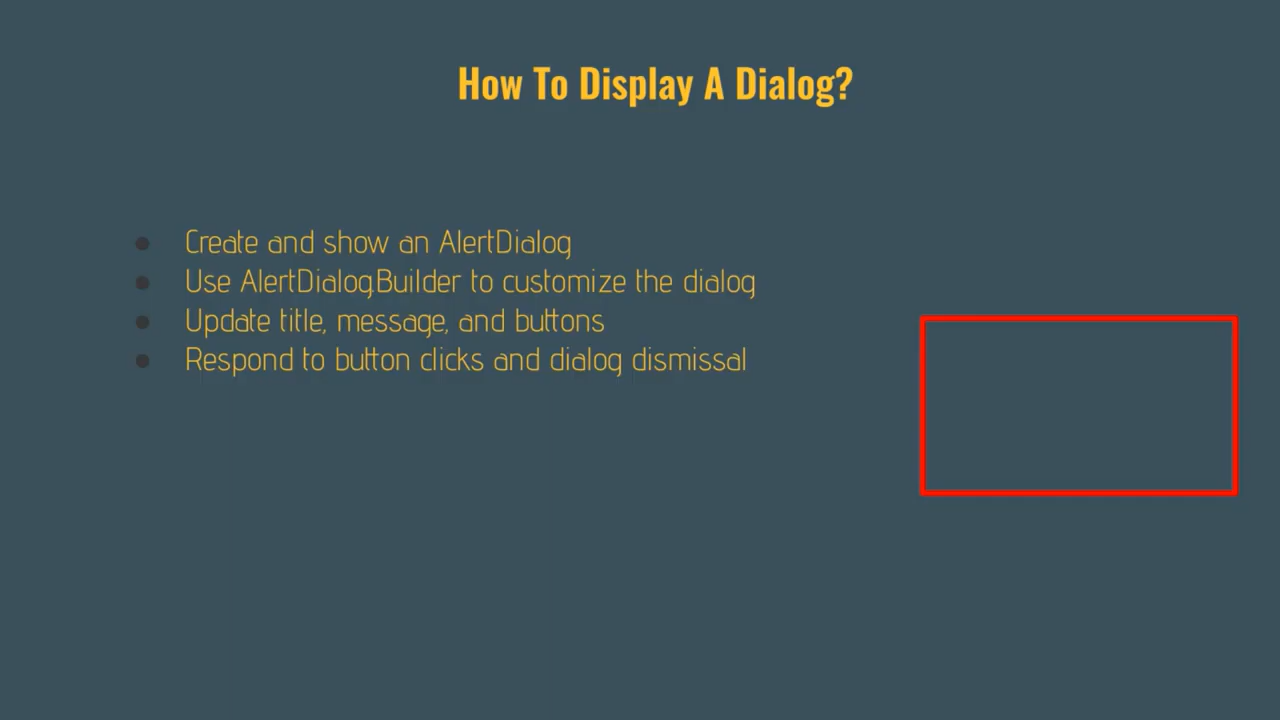 How To Display A Dialog?
Create and show an AlertDialog
Use AlertDialog.Builder to customize the dialog
Update title, message, and buttons
Respond to button clicks and dialog dismissal